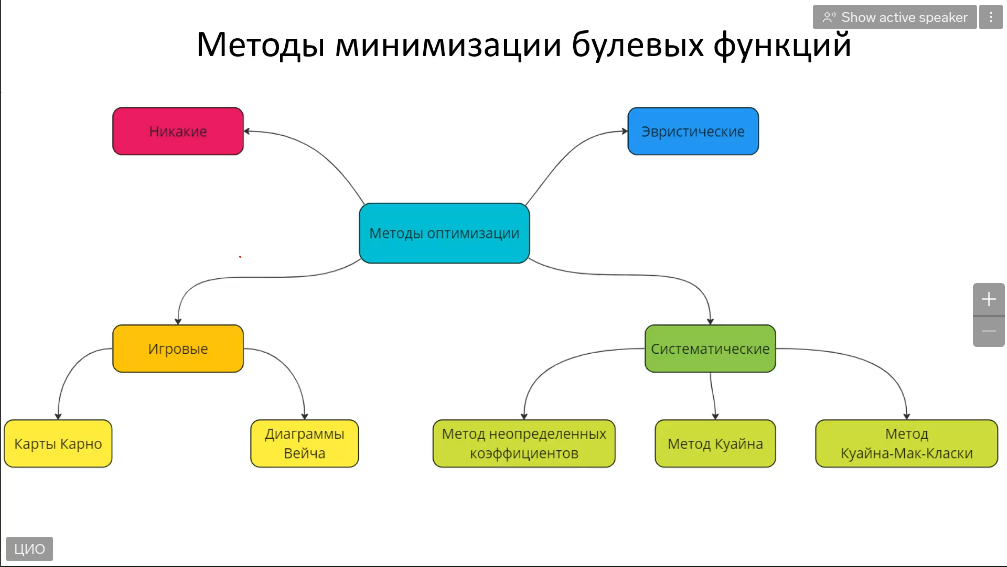 Show active speaker
Методы минимизации булевых функций
Никакие
Эвристические
Методы оптимизации
Игровые
Систематические
Карты Карно
Диаграммы
Вейча
Метод неопределенных
коэффициентов
Метод Куайна
Метод
Куайна-Мак-Класки
ЦИО